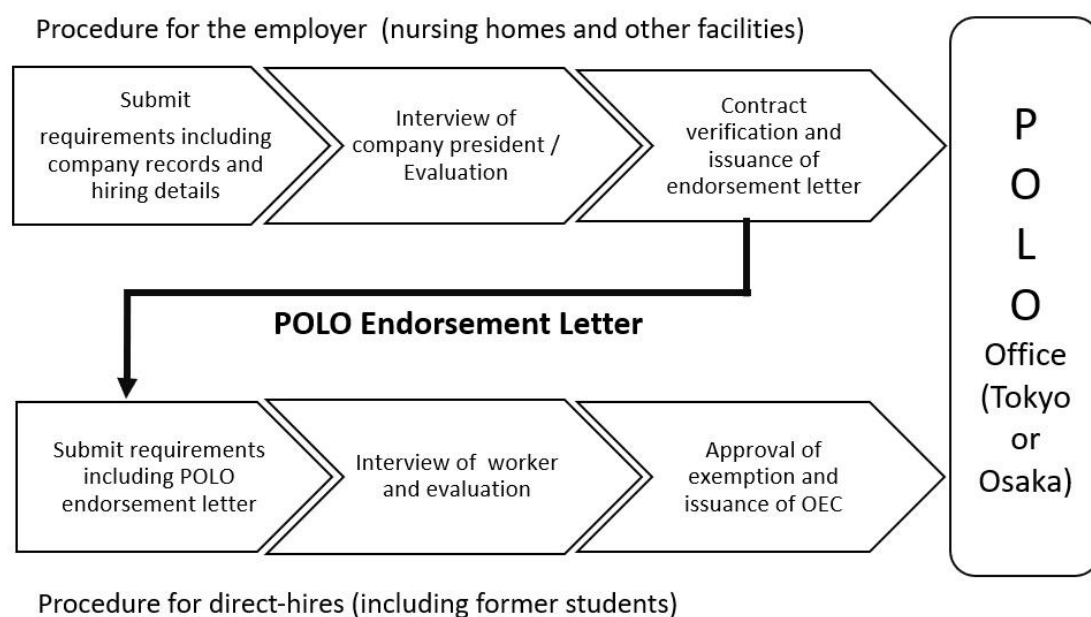 Procedure for the employer (nursing homes and other facilities)
Submit
requirements including
company records and
hiring details
Interview of
company president /
Evaluation
Contract
verification and
issuance of
endorsement letter
POLO Endorsement Letter
Submit requirements
including POLO
endorsement letter
Interview of worker
and evaluation
Approval of
exemption and
issuance of OEC
Procedure for direct-hires (including former students)
P
O
L
O
Office
(Tokyo
or
Osaka)